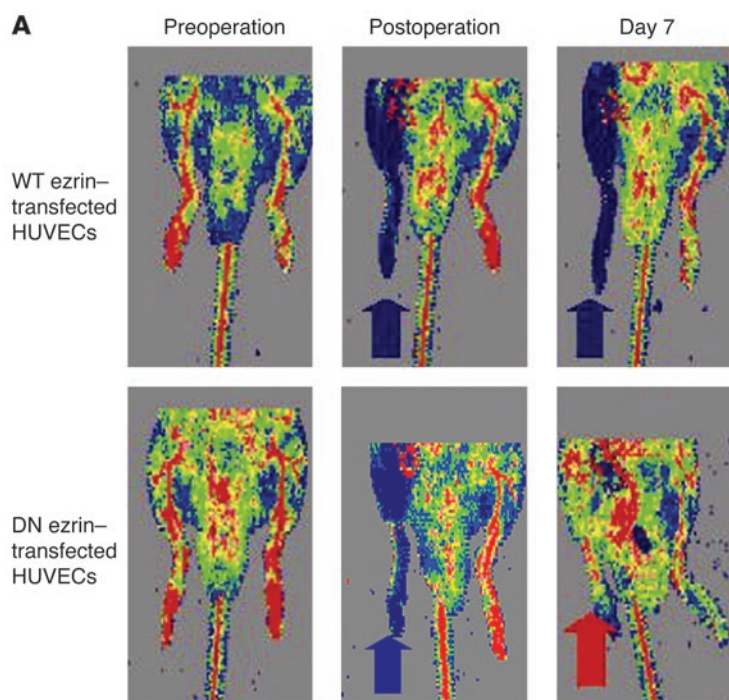 A
Preoperation
Postoperation
Day 7
WT ezrin–
transfected
HUVECs
DN ezrin–
transfected
HUVECs